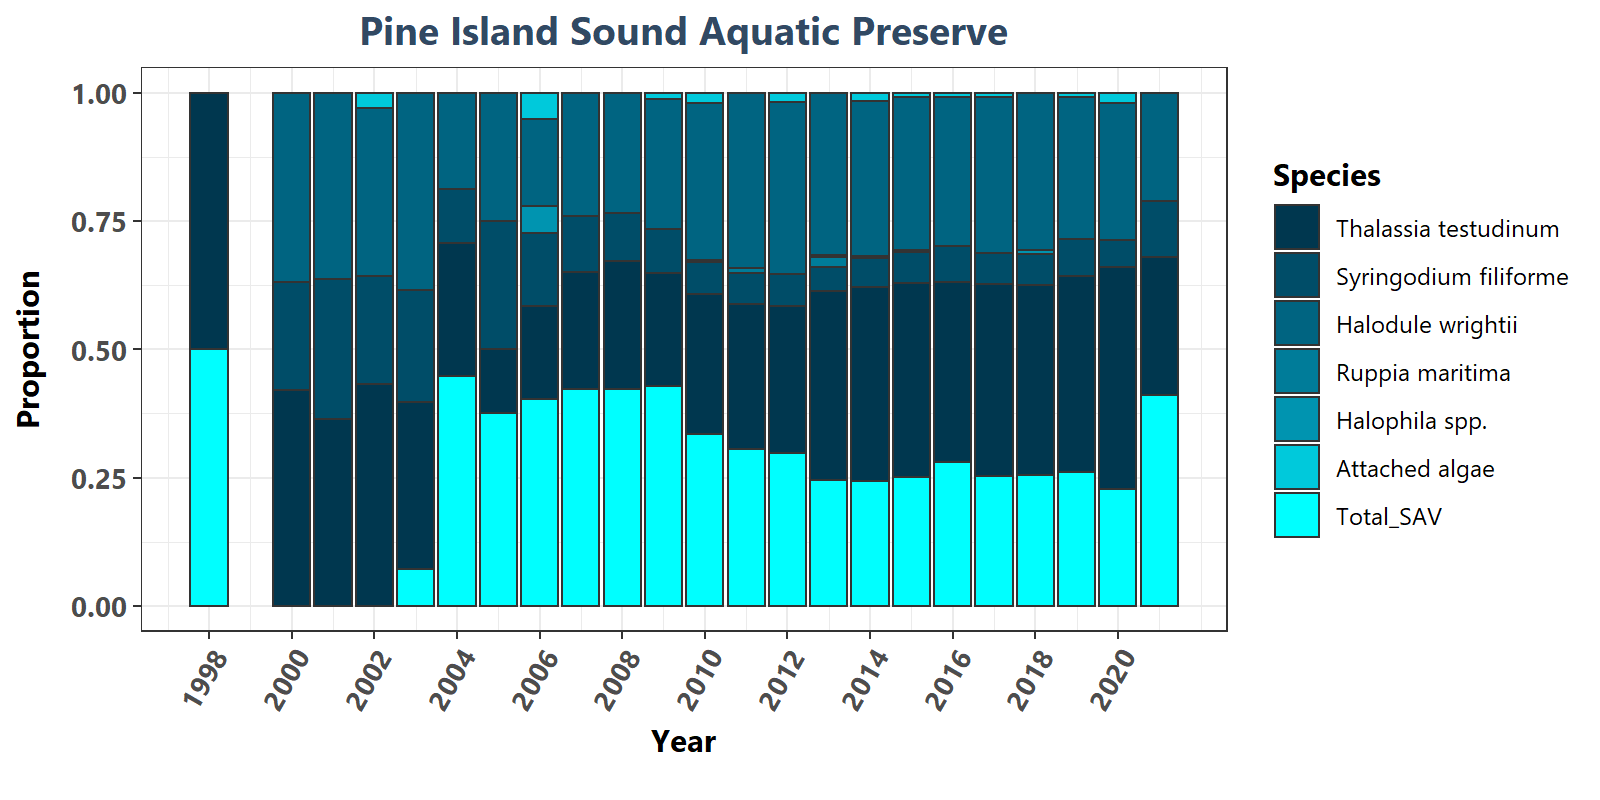 Pine Island Sound Aquatic Preserve
1.00
0.75
0.50
0.25
0.00
Proportion
1998
2000
2002
2004
2006
2008
2010
2012
2014
2016
2018
2020
Year
Species
Thalassia testudinum
Syringodium filiforme
Halodule wrightii
Ruppia maritima
Halophila spp.
Attached algae
Total_SAV